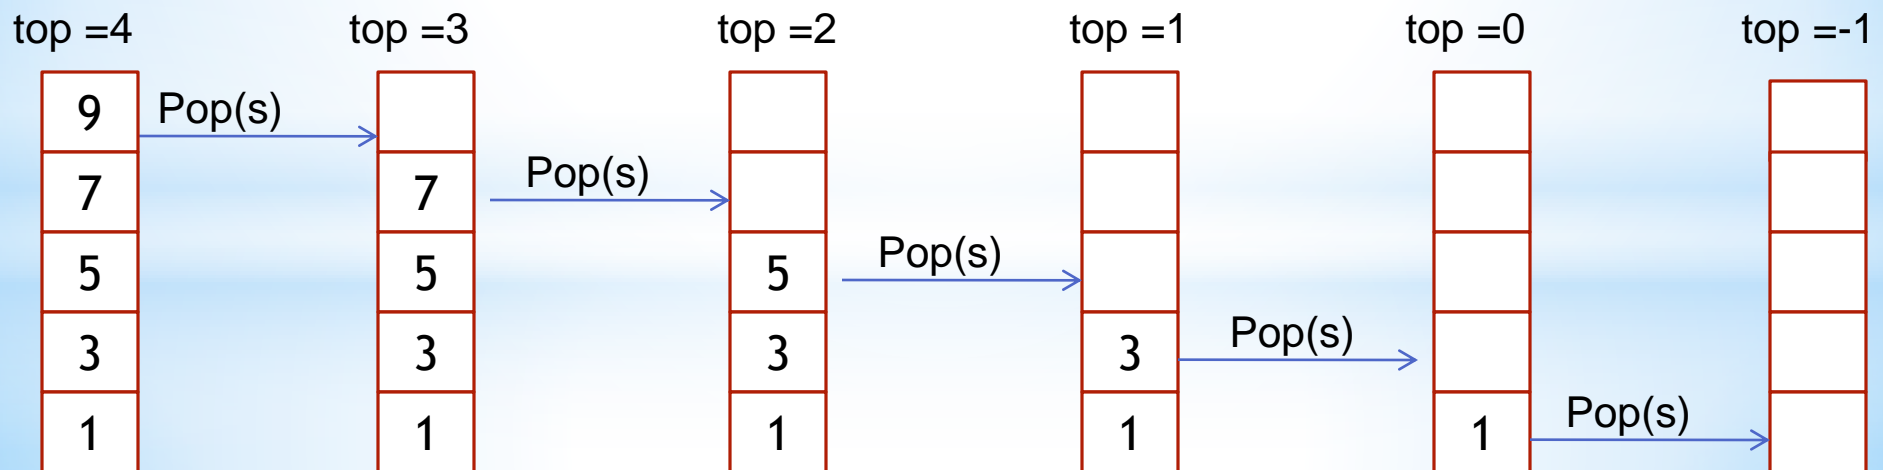 top =4 top =3 top =2 top =1 top =0 top =-1
9 Pop(s)
7 7 Pop(s)
5 5 5 Pop(s)
3 3 3 3 Pop(s)
1 1 1 1 1 Pop(s)